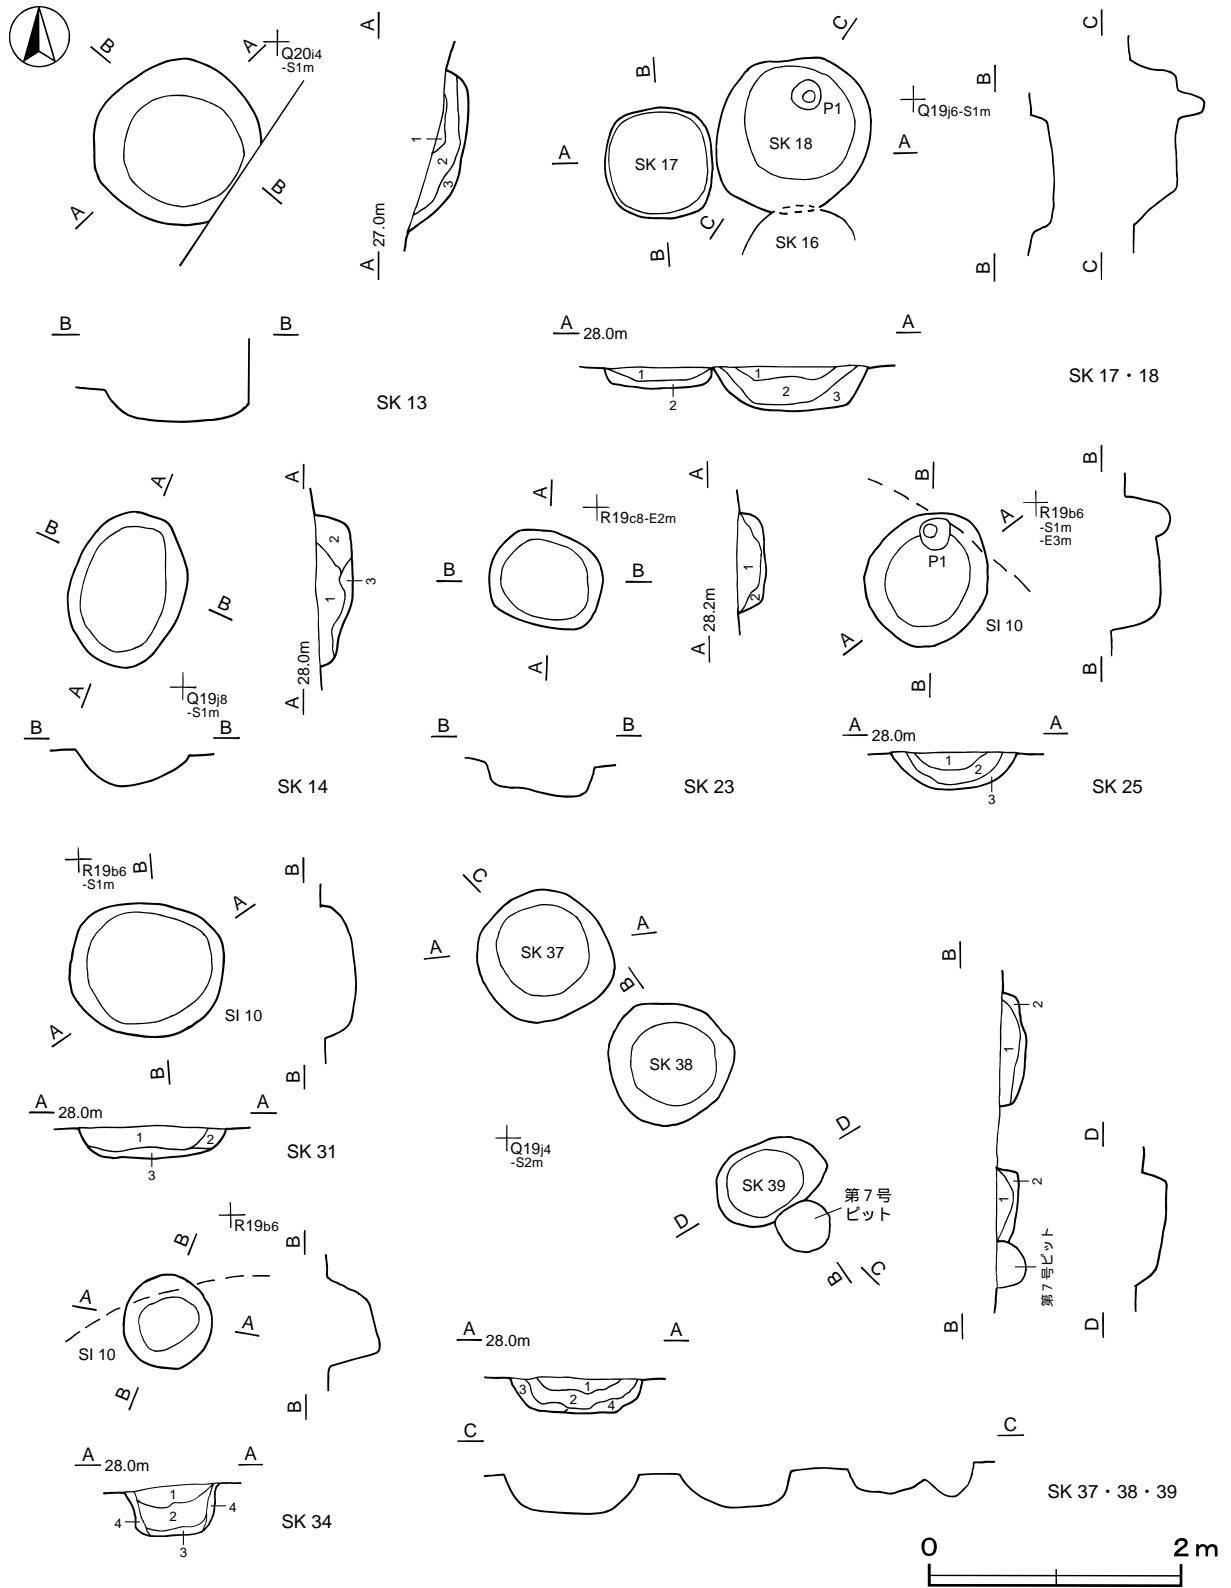 A
B
Q20i4
-S1m
A
B
A
1
2
3
27.0m
A
B
B
SK 13
C
B
A
SK 17
SK 18
P1
Q19j6-S1m
A
C
B
SK 16
B
B
C
C
A 28.0m
A
1
2
1
2
3
SK 17・18
A
B
B
A
Q19j8
-S1m
A
2
1
3
28.0m
A
B
B
SK 14
A
R19c8-E2m
B
B
A
A
1
2
28.2m
A
B
B
SK 23
B
A
R19b6
-S1m
-E3m
P1
SI 10
A
B
B
B
A 28.0m
A
1
2
3
SK 25
R19b6
-S1m
B
A
SI 10
A
B
B
B
A 28.0m
A
1
2
3
SK 31
R19b6
B
A
A
SI 10
B
B
B
A 28.0m
A
1
2
3
4
4
SK 34
C
A
A
SK 37
B
SK 38
Q19j4
-S2m
D
SK 39
第7号
ピット
D
B
C
B
2
1
2
1
第7号ピット
B
D
D
A 28.0m
A
1
2
3
4
C
C
SK 37・38・39
0
2 m